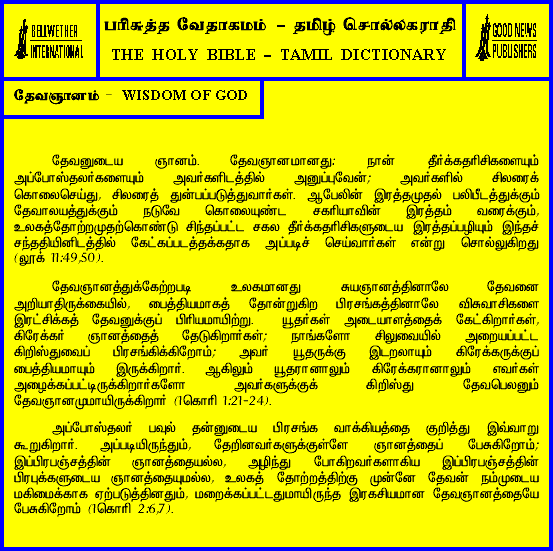 BELLWETHER
INTERNATIONAL
பரிசுத்த வேதாகமம் – தமிழ் சொல்லகராதி
THE HOLY BIBLE – TAMIL DICTIONARY
GOOD NEWS
PUBLISHERS
தேவஞானம் – WISDOM OF GOD
தேவனுடைய ஞானம். தேவஞானமானது: நான் தீர்க்கதரிசிகளையும்
அப்போஸ்தலர்களையும் அவர்களிடத்தில் அனுப்புவேன்; அவர்களில் சிலரைக்
கொலைசெய்து, சிலரைத் துன்பப்படுத்துவார்கள். ஆபேலின் இரத்தமுதல் பலிபீடத்துக்கும்
தேவாலயத்துக்கும் நடுவே கொலையுண்ட சகரியாவின் இரத்தம் வரைக்கும்,
உலகத்தோற்றமுதற்கொண்டு சிந்தப்பட்ட சகல தீர்க்கதரிசிகளுடைய இரத்தப்பழியும் இந்தச்
சந்ததியினிடத்தில் கேட்கப்படத்தக்கதாக அப்படிச் செய்வார்கள் என்று சொல்லுகிறது
(லூக் 11:49,50).
தேவஞானத்துக்கேற்றபடி உலகமானது சுயஞானத்தினாலே தேவனை
அறியாதிருக்கையில், பைத்தியமாகத் தோன்றுகிற பிரசங்கத்தினாலே விசுவாசிகளை
இரட்சிக்கத் தேவனுக்குப் பிரியமாயிற்று. யூதர்கள் அடையாளத்தைக் கேட்கிறார்கள்,
கிரேக்கர் ஞானத்தைத் தேடுகிறார்கள்; நாங்களோ சிலுவையில் அறையப்பட்ட
கிறிஸ்துவைப் பிரசங்கிக்கிறோம்; அவர் யூதருக்கு இடறலாயும் கிரேக்கருக்குப்
பைத்தியமாயும் இருக்கிறார். ஆகிலும் யூதரானாலும் கிரேக்கரானாலும் எவர்கள்
அழைக்கப்பட்டிருக்கிறார்களோ அவர்களுக்குக் கிறிஸ்து தேவபெலனும்
தேவஞானமுமாயிருக்கிறார் (1கொரி 1:21-24).
அப்போஸ்தலர் பவுல் தன்னுடைய பிரசங்க வாக்கியத்தை குறித்து இவ்வாறு
கூறுகிறார். அப்படியிருந்தும், தேறினவர்களுக்குள்ளே ஞானத்தைப் பேசுகிறோம்;
இப்பிரபஞ்சத்தின் ஞானத்தையல்ல, அழிந்து போகிறவர்களாகிய இப்பிரபஞ்சத்தின்
பிரபுக்களுடைய ஞானத்தையுமல்ல, உலகத் தோற்றத்திற்கு முன்னே தேவன் நம்முடைய
மகிமைக்காக ஏற்படுத்தினதும், மறைக்கப்பட்டதுமாயிருந்த இரகசியமான தேவஞானத்தையே
பேசுகிறோம் (1கொரி 2:6,7).